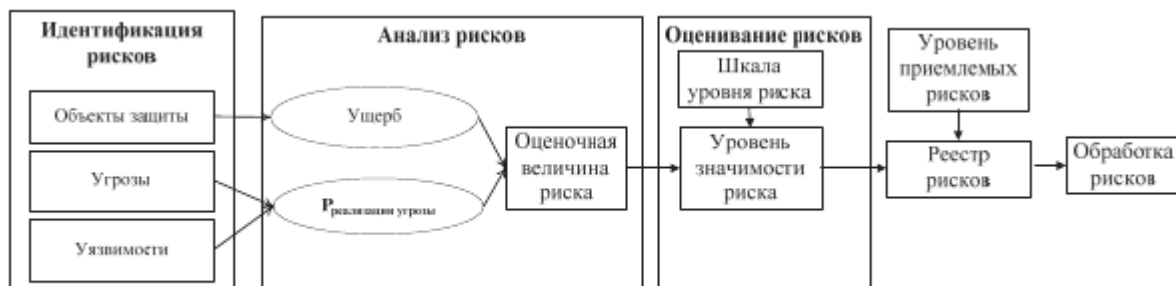 Идентификация
рисков
Объекты защиты
Угрозы
Уязвимости
Анализ рисков
Ущерб
Pреализации угрозы
Оценочная
величина
риска
Оценивание рисков
Шкала
уровня риска
Уровень
значимости
риска
Уровень
приемлемых
рисков
Реестр
рисков
Обработка
рисков